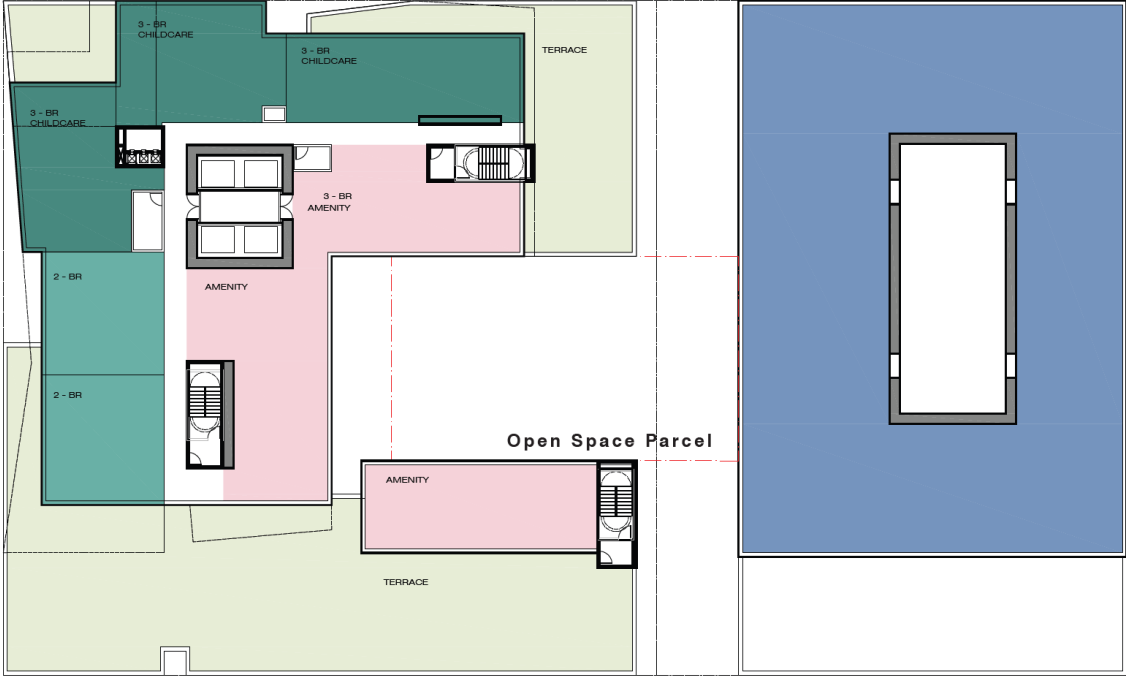 3 - BR
CHILDCARE
3 - BR
CHILDCARE
TERRACE
3 - BR
CHILDCARE
3 - BR
AMENITY
2 - BR
AMENITY
2 - BR
Open Space Parcel
AMENITY
TERRACE